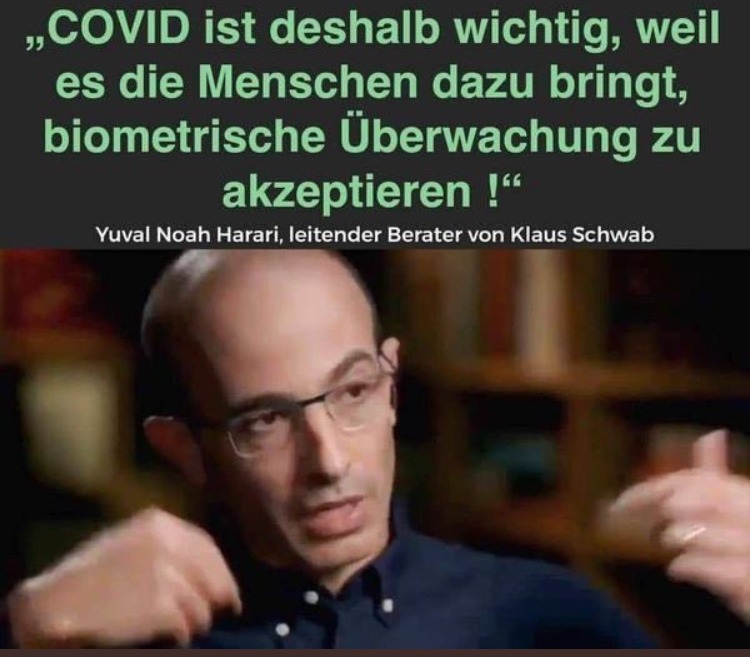 „COVID ist deshalb wichtig, weil
es die Menschen dazu bringt,
biometrische Überwachung zu
akzeptieren !“
Yuval Noah Harari, leitender Berater von Klaus Schwab